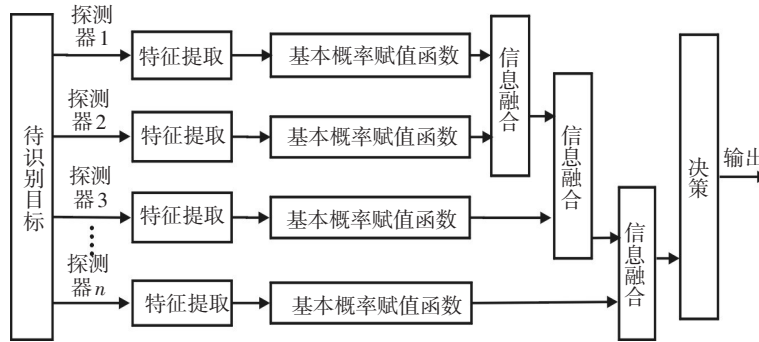 待识别目标
探测器1
特征提取
基本概率赋值函数
探测器2
特征提取
基本概率赋值函数
信息融合
探测器3
特征提取
基本概率赋值函数
信息融合
探测器n
特征提取
基本概率赋值函数
信息融合
决策
输出